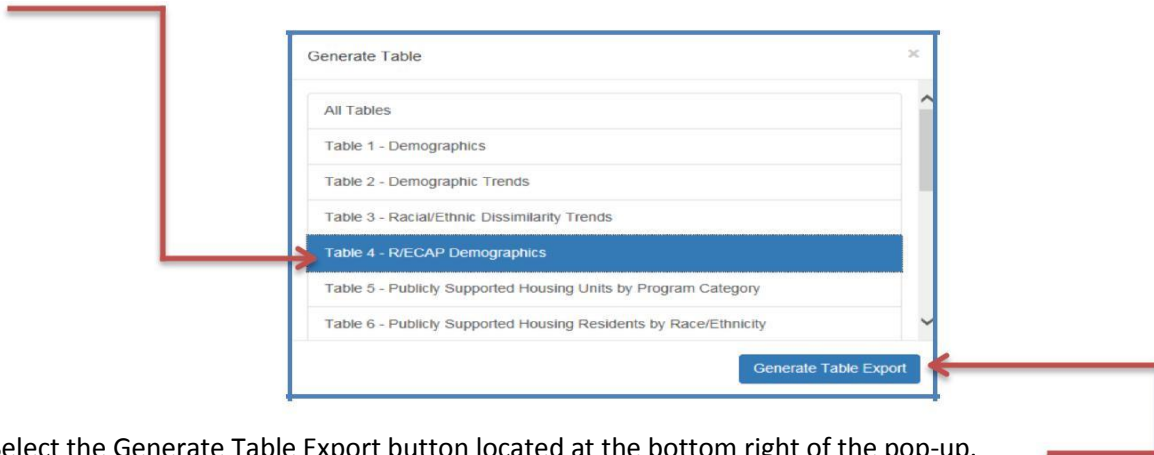 Generate Table ×
All Tables
Table 1 - Demographics
Table 2 - Demographic Trends
Table 3 - Racial/Ethnic Dissimilarity Trends
Table 4 - R/ECAP Demographics
Table 5 - Publicly Supported Housing Units by Program Category
Table 6 - Publicly Supported Housing Residents by Race/Ethnicity
Generate Table Export
Select the Generate Table Export button located at the bottom right of the pop-up.